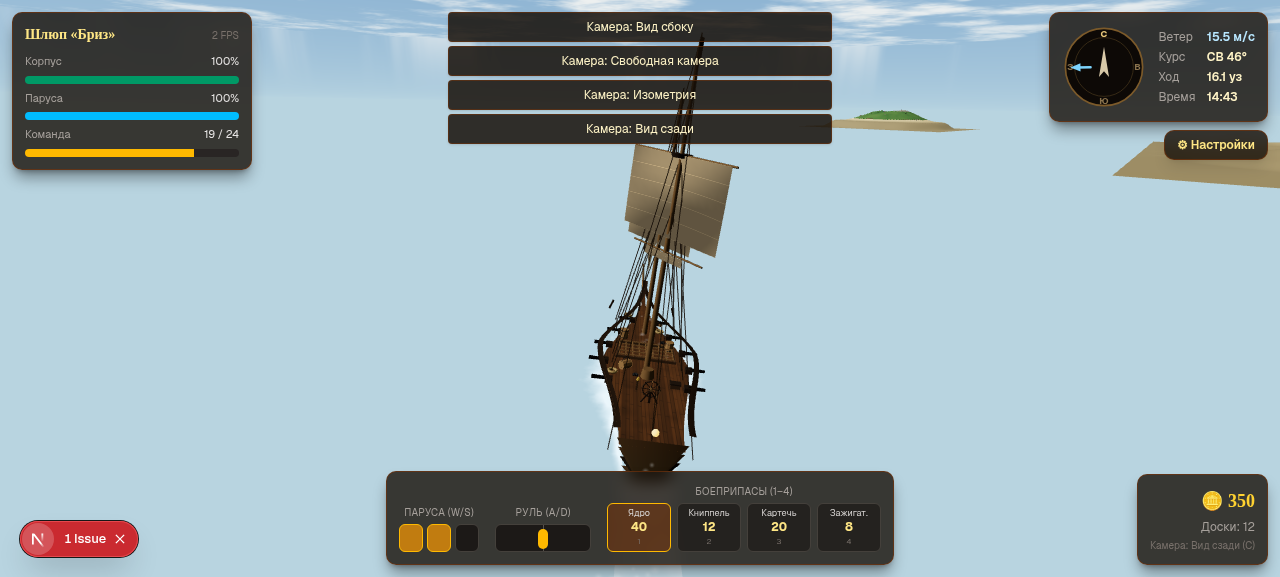 Шлюп «Бриз»
2 FPS
Корпус 100%
Паруса 100%
Команда 19 / 24
Камера: Вид сбоку
Камера: Свободная камера
Камера: Изометрия
Камера: Вид сзади
С
З В
Ю
Ветер 15.5 м/с
Курс СВ 46°
Ход 16.1 уз
Время 14:43
⚙ Настройки
ПАРУСА (W/S)
РУЛЬ (A/D)
БОЕПРИПАСЫ (1–4)
Ядро
40
1
Книппель
12
2
Картечь
20
3
Зажигат.
8
4
N 1 Issue ×
350
Доски: 12
Камера: Вид сзади (C)